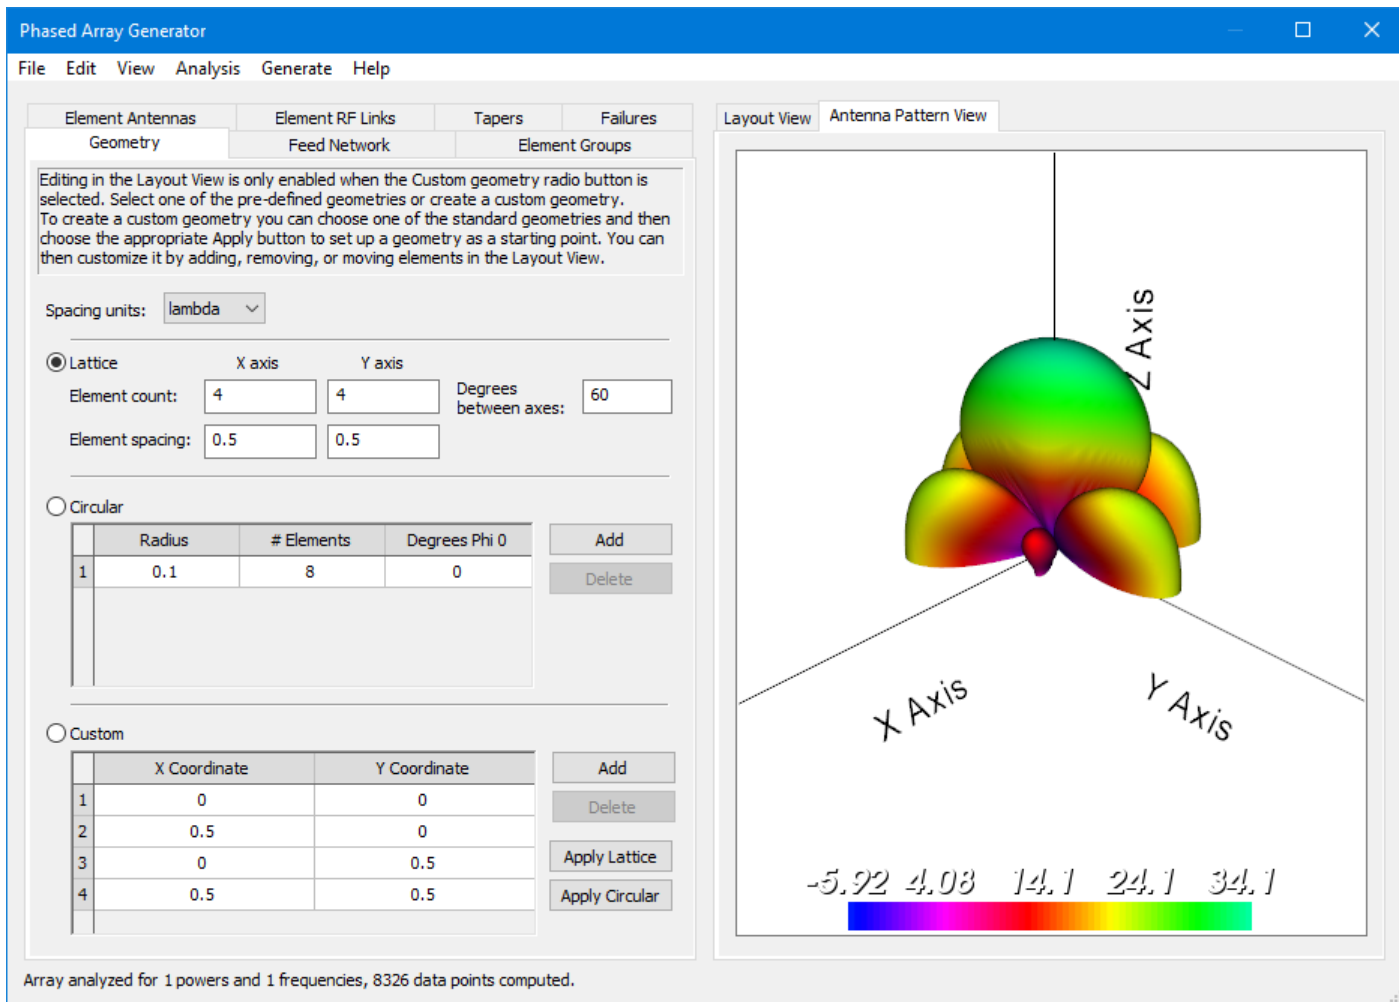 Phased Array Generator
File Edit View Analysis Generate Help
Element Antennas Element RF Links Tapers Failures
Geometry Feed Network Element Groups
Editing in the Layout View is only enabled when the Custom geometry radio button is
selected. Select one of the pre-defined geometries or create a custom geometry.
To create a custom geometry you can choose one of the standard geometries and then
choose the appropriate Apply button to set up a geometry as a starting point. You can
then customize it by adding, removing, or moving elements in the Layout View.
Spacing units: lambda
Lattice X axis Y axis
Element count: 4 4 Degrees
between axes: 60
Element spacing: 0.5 0.5
Circular
Radius # Elements Degrees Phi 0 Add
1 0.1 8 0 Delete
Custom
X Coordinate Y Coordinate Add
1 0 0 Delete
2 0.5 0
3 0 0.5 Apply Lattice
4 0.5 0.5 Apply Circular
Layout View Antenna Pattern View
Z Axis
X Axis Y Axis
-5.92 4.08 14.1 24.1 34.1
Array analyzed for 1 powers and 1 frequencies, 8326 data points computed.